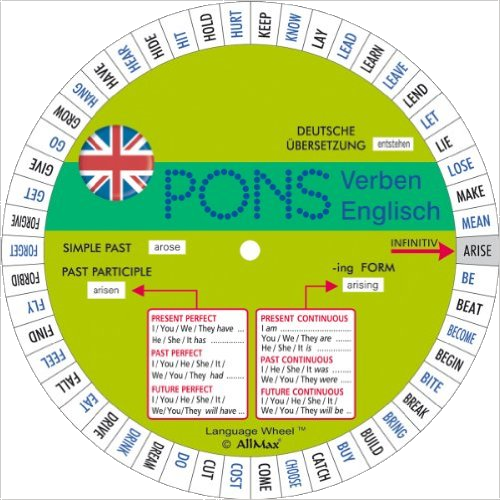 KEEP
KNOW
LAY
LEAD
LEARN
LEAVE
LEND
LET
LIE
LOSE
MAKE
MEAN
ARISE
BE
BEAT
BECOME
BEGIN
BITE
BREAK
BRING
BUILD
BUY
CATCH
CHOOSE
COME
COST
CUT
DO
DREAM
DRINK
DRIVE
EAT
FALL
FEEL
FIND
FLY
FORBID
FORGET
FORGIVE
GET
GIVE
GO
GROW
HANG
HAVE
HEAR
HIDE
HIT
HOLD
HURT
DEUTSCHE
ÜBERSETZUNG entstehen
PONS
Verben
Englisch
SIMPLE PAST arose
INFINITIV
PAST PARTICIPLE
arisen
-ing FORM
arising
PRESENT PERFECT
I / You / We / They have ...
He / She / It has ...............
PAST PERFECT
I / You / He / She / It /
We / You / They had ........
FUTURE PERFECT
I / You / He / She / It /
We/You/They will have ...
PRESENT CONTINUOUS
I am ..........................
You / We / They are .......
He / She / It is ..............
PAST CONTINUOUS
I / He / She / It was ........
We / You / They were ....
FUTURE CONTINUOUS
I / You / He / She / It /
We / You / They will be ...
Language Wheel ™
© AllMax®